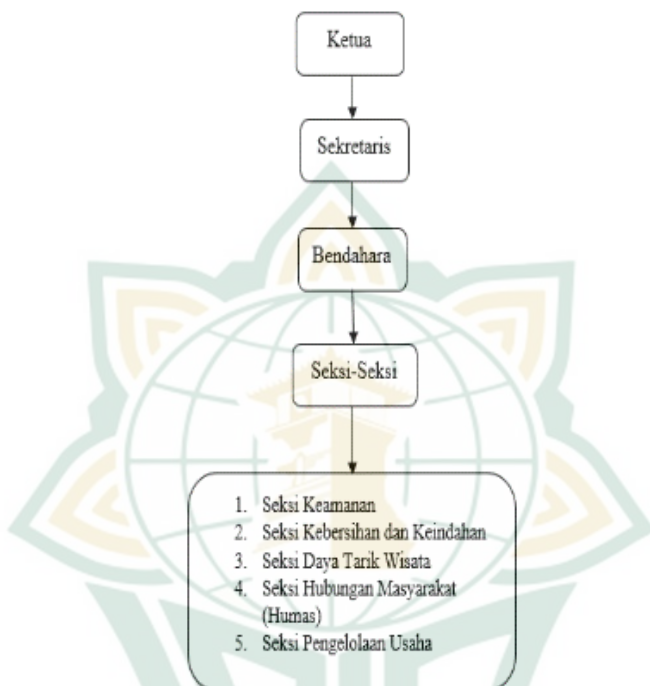 Ketua
Sekretaris
Bendahara
Seksi-Seksi
1. Seksi Keamanan
2. Seksi Kebersihan dan Keindahan
3. Seksi Daya Tarik Wisata
4. Seksi Hubungan Masyarakat
(Humas)
5. Seksi Pengelolaan Usaha